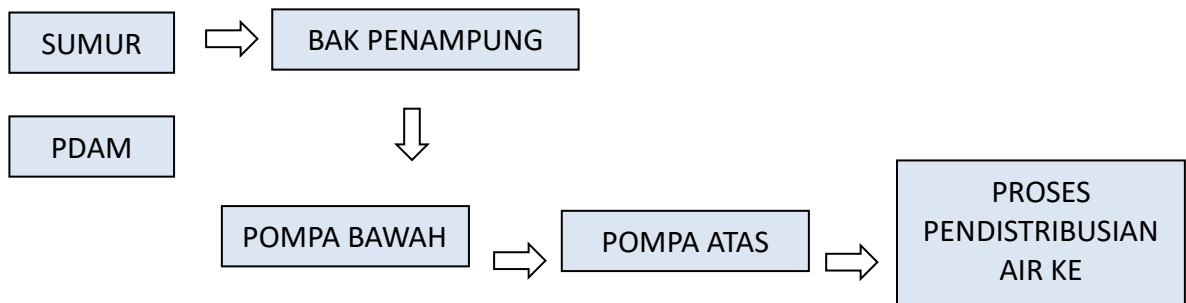 SUMUR
BAK PENAMPUNG
PDAM
POMPA BAWAH
POMPA ATAS
PROSES
PENDISTRIBUSIAN
AIR KE